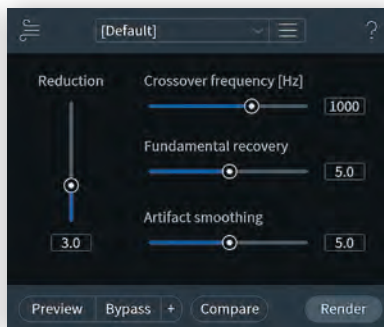 [Default]
?
Reduction
3.0
Crossover frequency [Hz]
1000
Fundamental recovery
5.0
Artifact smoothing
5.0
Preview Bypass + Compare Render